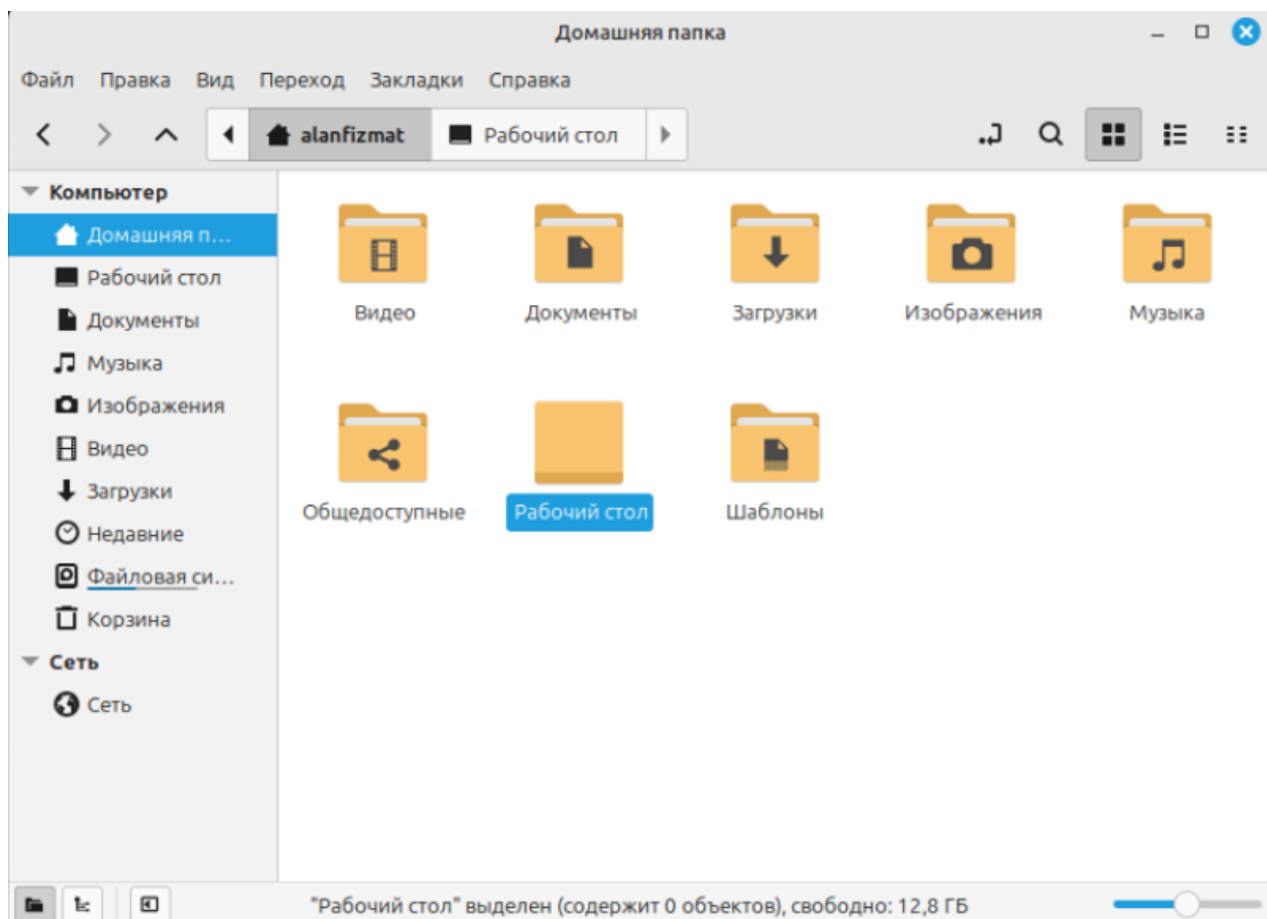 Домашняя папка
Файл Правка Вид Переход Закладки Справка
alanfizmat Рабочий стол
Компьютер
Домашняя п...
Рабочий стол
Документы
Музыка
Изображения
Видео
Загрузки
Недавние
Файловая си...
Корзина
Сеть
Сеть
Видео Документы Загрузки Изображения Музыка
Общедоступные Рабочий стол Шаблоны
"Рабочий стол" выделен (содержит 0 объектов), свободно: 12,8 ГБ